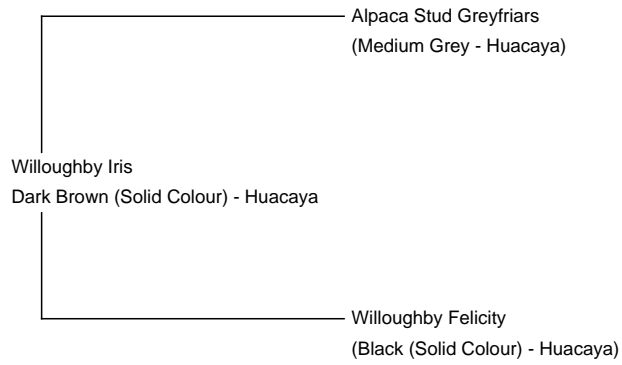 Alpaca Stud Greyfriars
(Medium Grey - Huacaya)
Willoughby Iris
Dark Brown (Solid Colour) - Huacaya
Willoughby Felicity
(Black (Solid Colour) - Huacaya)